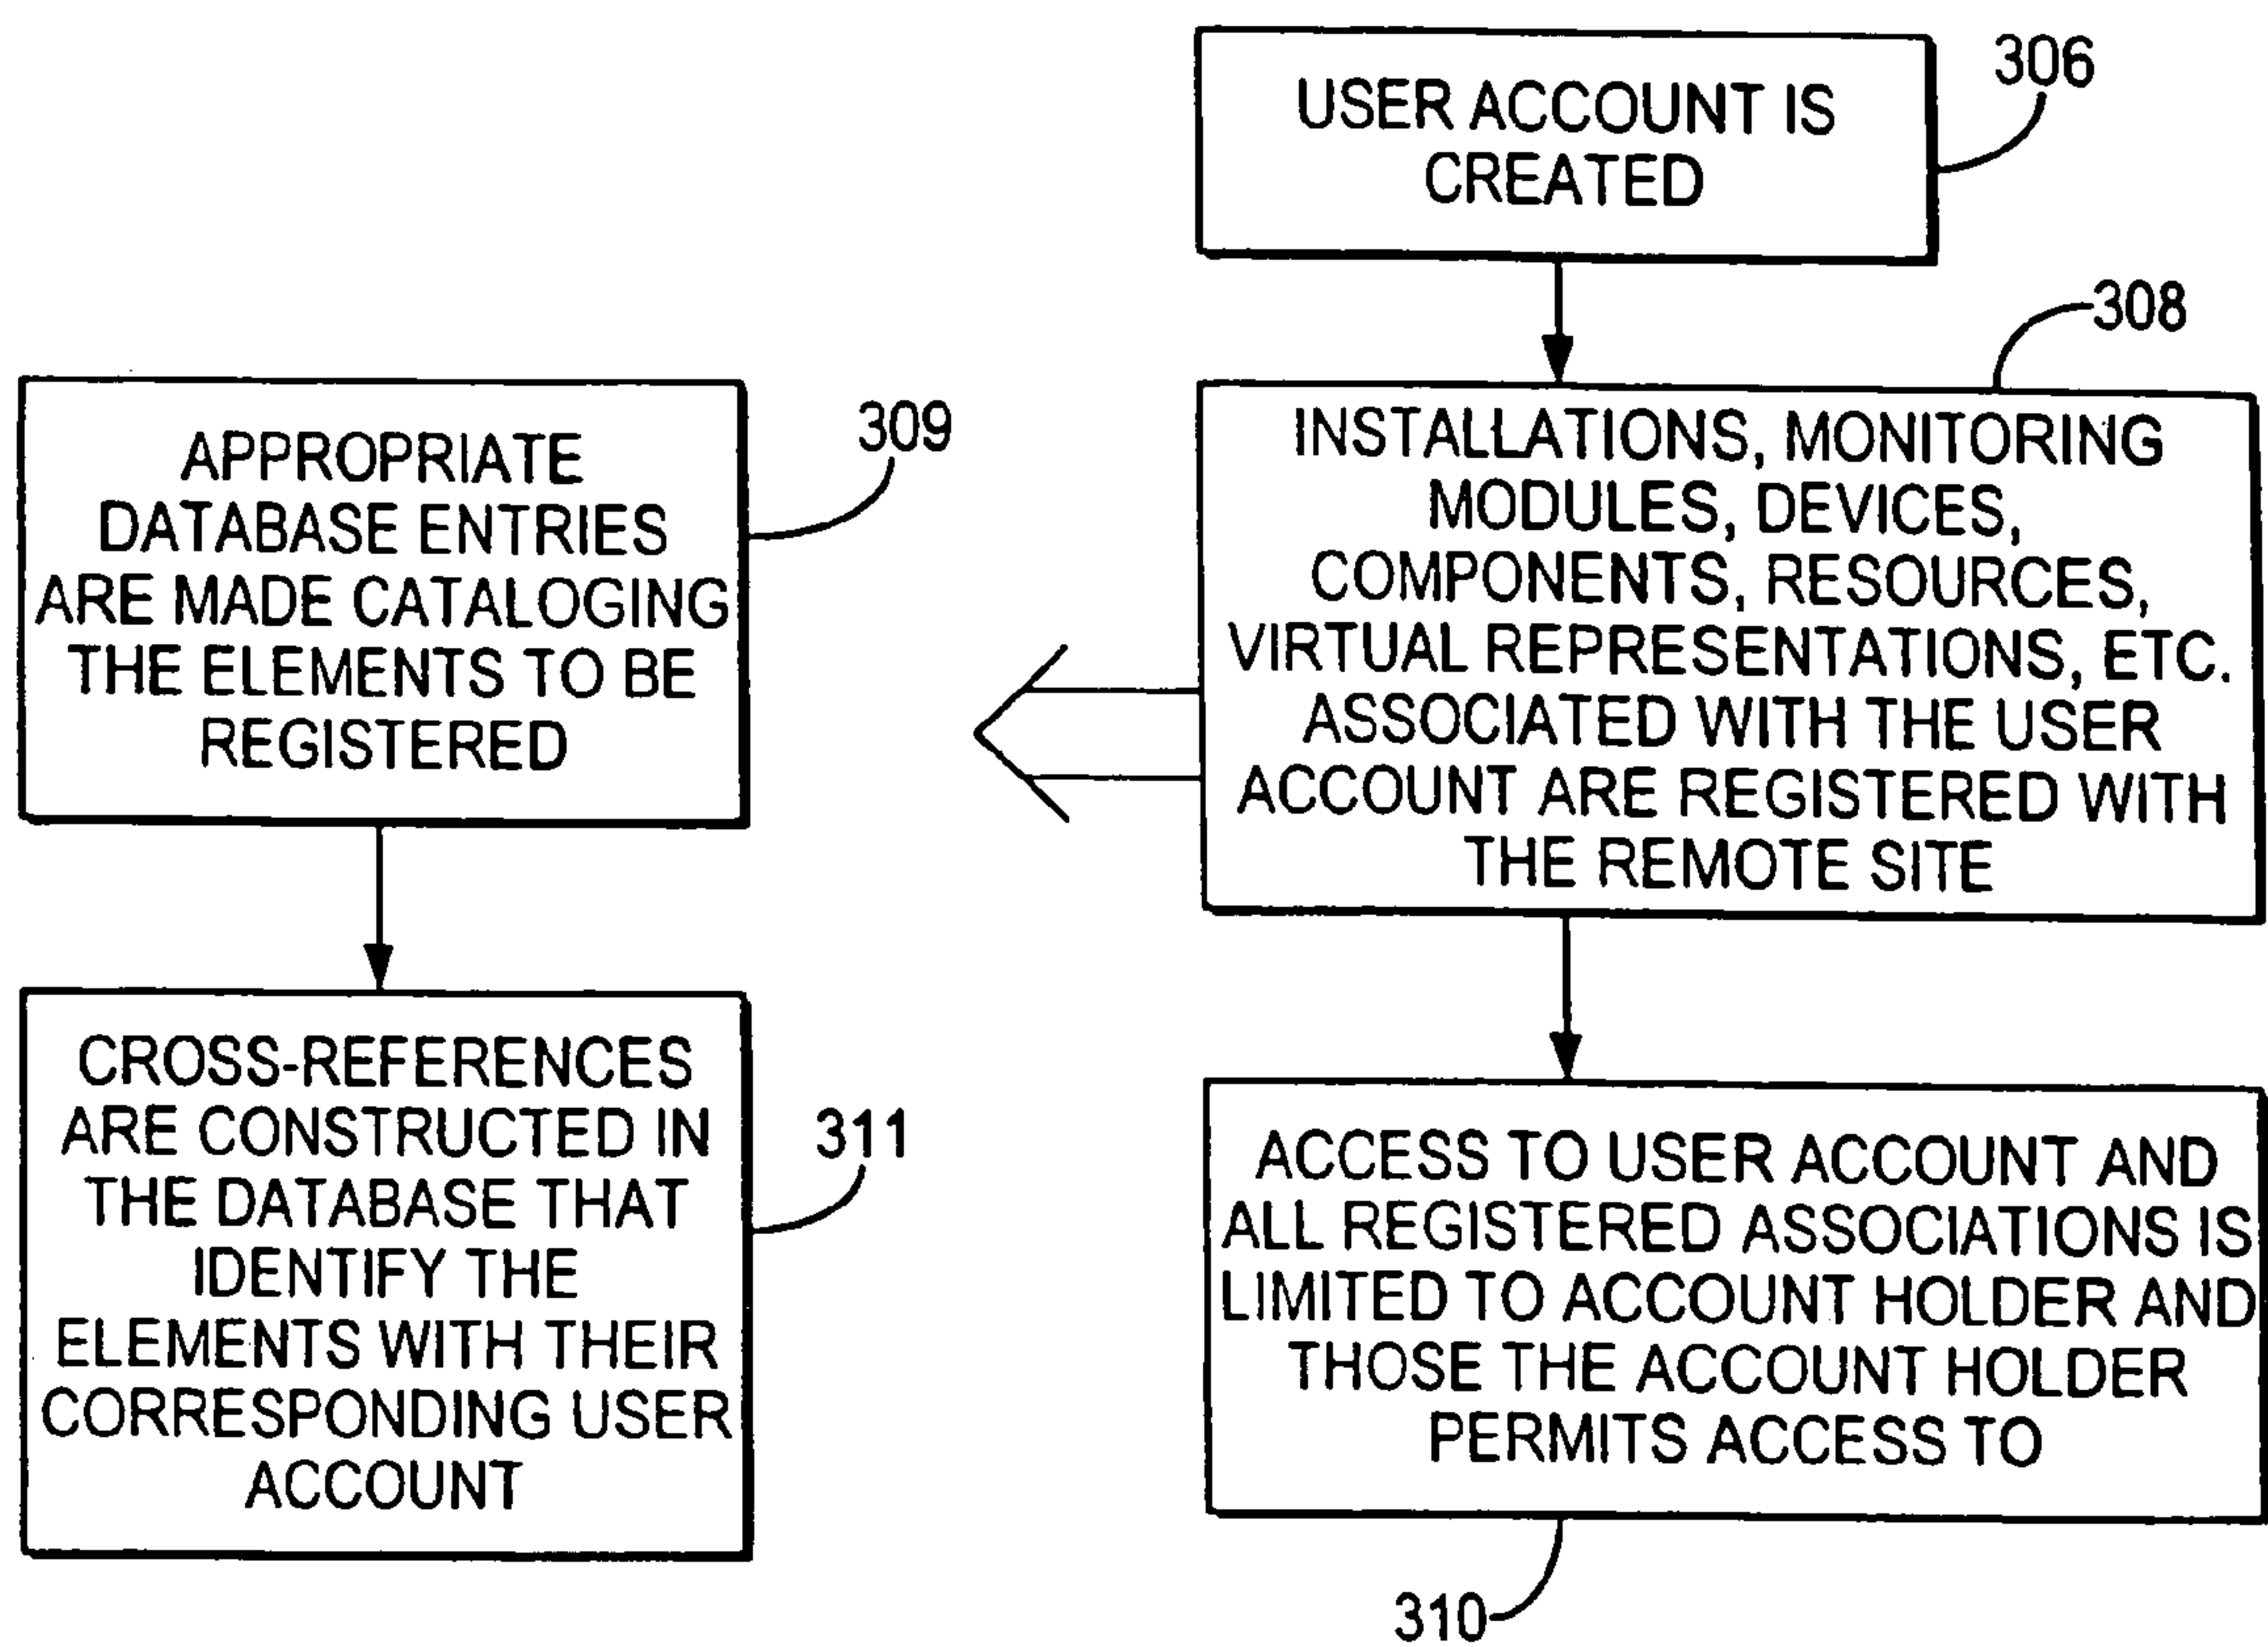 USER ACCOUNT IS
CREATED
306
308
INSTALLATIONS, MONITORING
MODULES, DEVICES,
COMPONENTS, RESOURCES,
VIRTUAL REPRESENTATIONS, ETC.
ASSOCIATED WITH THE USER
ACCOUNT ARE REGISTERED WITH
THE REMOTE SITE
309
APPROPRIATE
DATABASE ENTRIES
ARE MADE CATALOGING
THE ELEMENTS TO BE
REGISTERED
CROSS-REFERENCES
ARE CONSTRUCTED IN
THE DATABASE THAT
IDENTIFY THE
ELEMENTS WITH THEIR
CORRESPONDING USER
ACCOUNT
311
ACCESS TO USER ACCOUNT AND
ALL REGISTERED ASSOCIATIONS IS
LIMITED TO ACCOUNT HOLDER AND
THOSE THE ACCOUNT HOLDER
PERMITS ACCESS TO
310